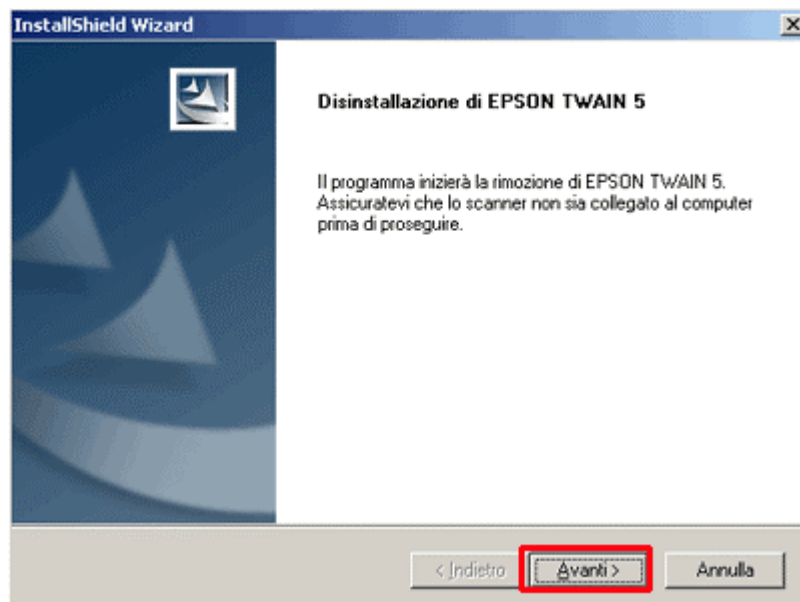 InstallShield Wizard
Disinstallazione di EPSON TWAIN 5
Il programma inizierà la rimozione di EPSON TWAIN 5.
Assicuratevi che lo scanner non sia collegato al computer
prima di proseguire.
< Indietro Avanti > Annulla